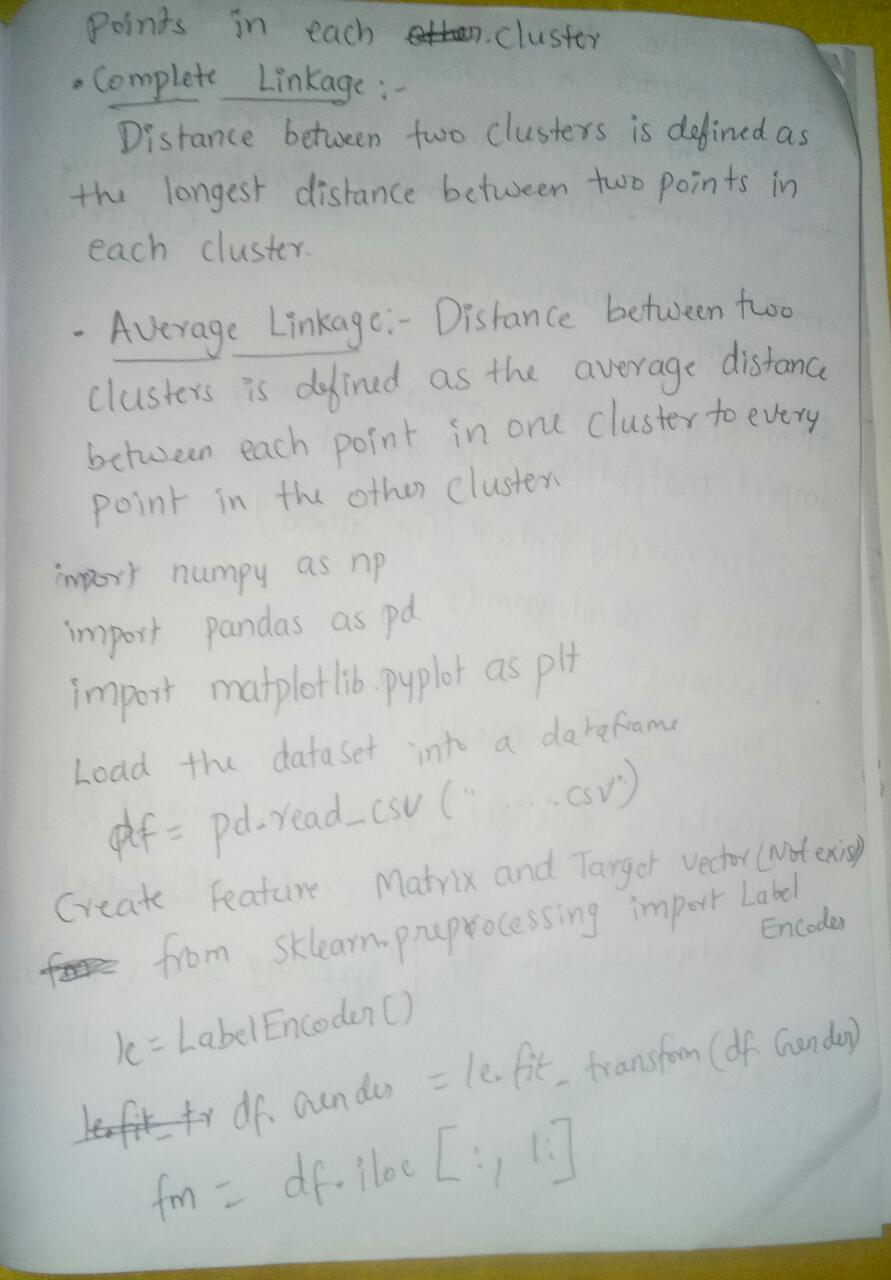 Points in each other. cluster
• Complete Linkage :-
Distance between two clusters is defined as
the longest distance between two points in
each cluster.
- Average Linkage:- Distance between two
clusters is defined as the average distance
between each point in one cluster to every
point in the other cluster.
import numpy as np
import pandas as pd
import matplotlib.pyplot as plt
Load the dataset into a dataframe
df = pd.read_csv (" ..... .csv")
Create Feature Matrix and Target vector (Not exist)
from sklearn.preprocessing import Label
Encoder
le = LabelEncoder()
le.fit_tr df. Gender = le.fit_transform (df. Gender)
fm = df.iloc [:, 1:]